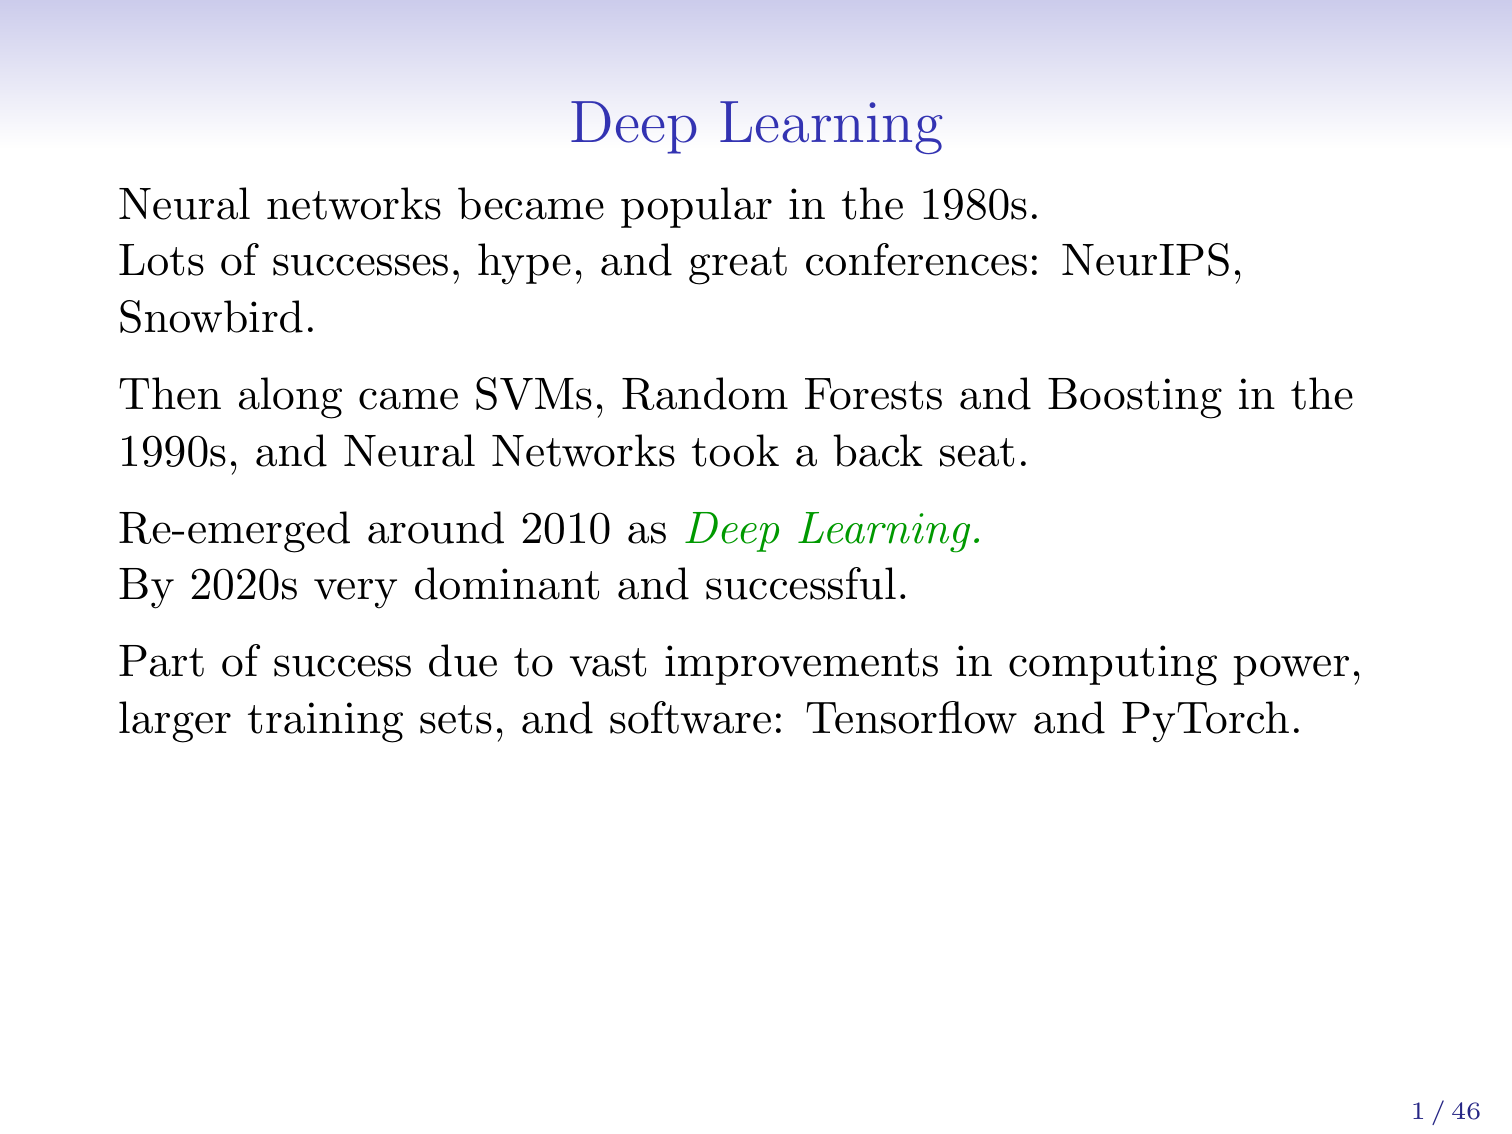 Deep Learning
Neural networks became popular in the 1980s.
Lots of successes, hype, and great conferences: NeurIPS,
Snowbird.
Then along came SVMs, Random Forests and Boosting in the
1990s, and Neural Networks took a back seat.
Re-emerged around 2010 as Deep Learning.
By 2020s very dominant and successful.
Part of success due to vast improvements in computing power,
larger training sets, and software: Tensorflow and PyTorch.
1 / 46